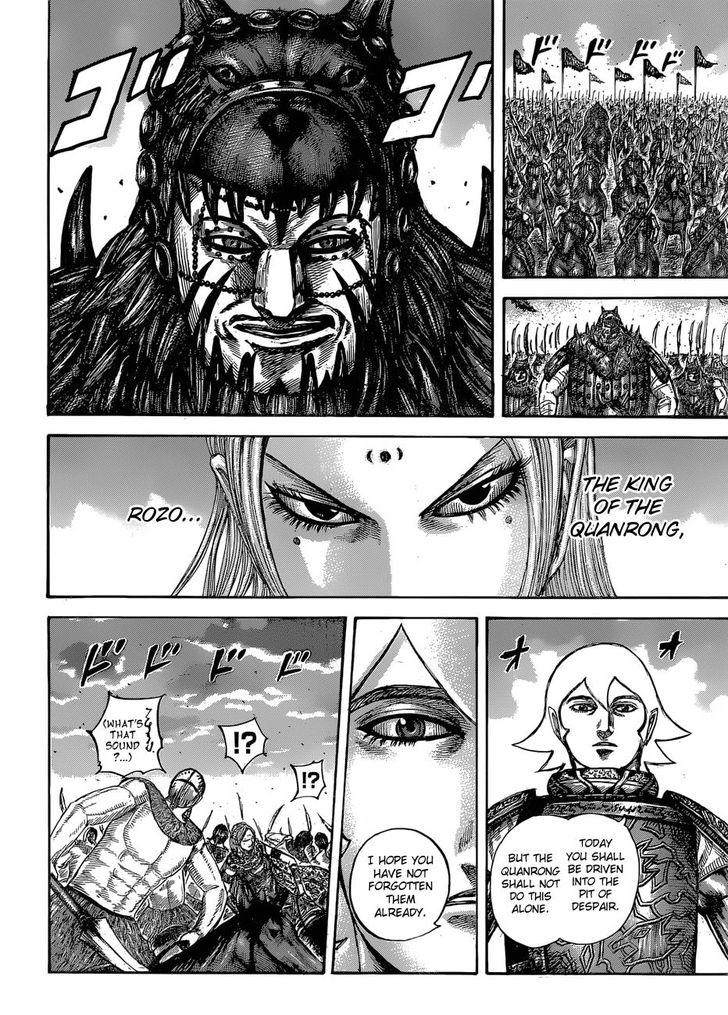 ドドド
ゴゴ
THE KING
OF THE
QUANRONG,
ROZO...
オ
TODAY
YOU SHALL
BE DRIVEN
INTO THE
PIT OF
DESPAIR.
BUT THE
QUANRONG
SHALL NOT
DO THIS
ALONE.
I HOPE YOU
HAVE NOT
FORGOTTEN
THEM
ALREADY.
ドドドド
!?
!?
(WHAT'S
THAT
SOUND
?...)